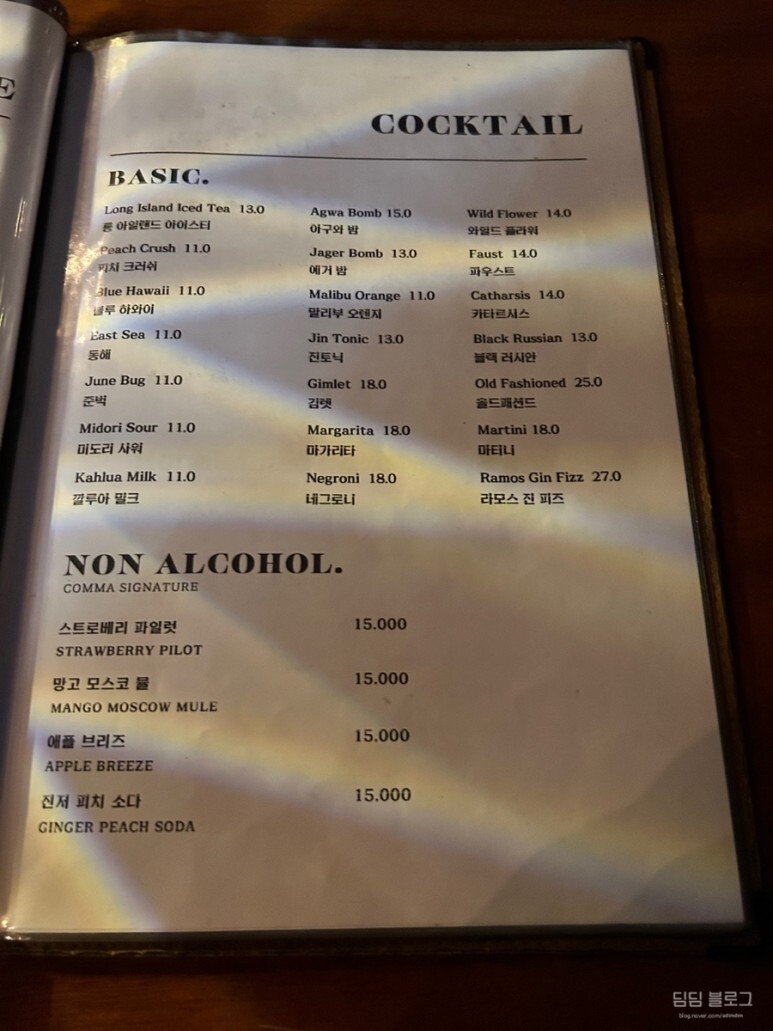 E
COCKTAIL
BASIC.
Long Island Iced Tea 13.0
롱 아일랜드 아이스티
Peach Crush 11.0
피치 크러쉬
Blue Hawaii 11.0
블루 하와이
East Sea 11.0
동해
June Bug 11.0
준벅
Midori Sour 11.0
미도리 사워
Kahlua Milk 11.0
깔루아 밀크
Agwa Bomb 15.0
아구와 밤
Jager Bomb 13.0
예거 밤
Malibu Orange 11.0
말리부 오렌지
Jin Tonic 13.0
진토닉
Gimlet 18.0
김렛
Margarita 18.0
마가리타
Negroni 18.0
네그로니
Wild Flower 14.0
와일드 플라워
Faust 14.0
파우스트
Catharsis 14.0
카타르시스
Black Russian 13.0
블랙 러시안
Old Fashioned 25.0
올드패션드
Martini 18.0
마티니
Ramos Gin Fizz 27.0
라모스 진 피즈
NON ALCOHOL.
COMMA SIGNATURE
스트로베리 파일럿 15.000
STRAWBERRY PILOT
망고 모스코 뮬 15.000
MANGO MOSCOW MULE
애플 브리즈 15.000
APPLE BREEZE
진저 피치 소다 15.000
GINGER PEACH SODA
딤딤 블로그